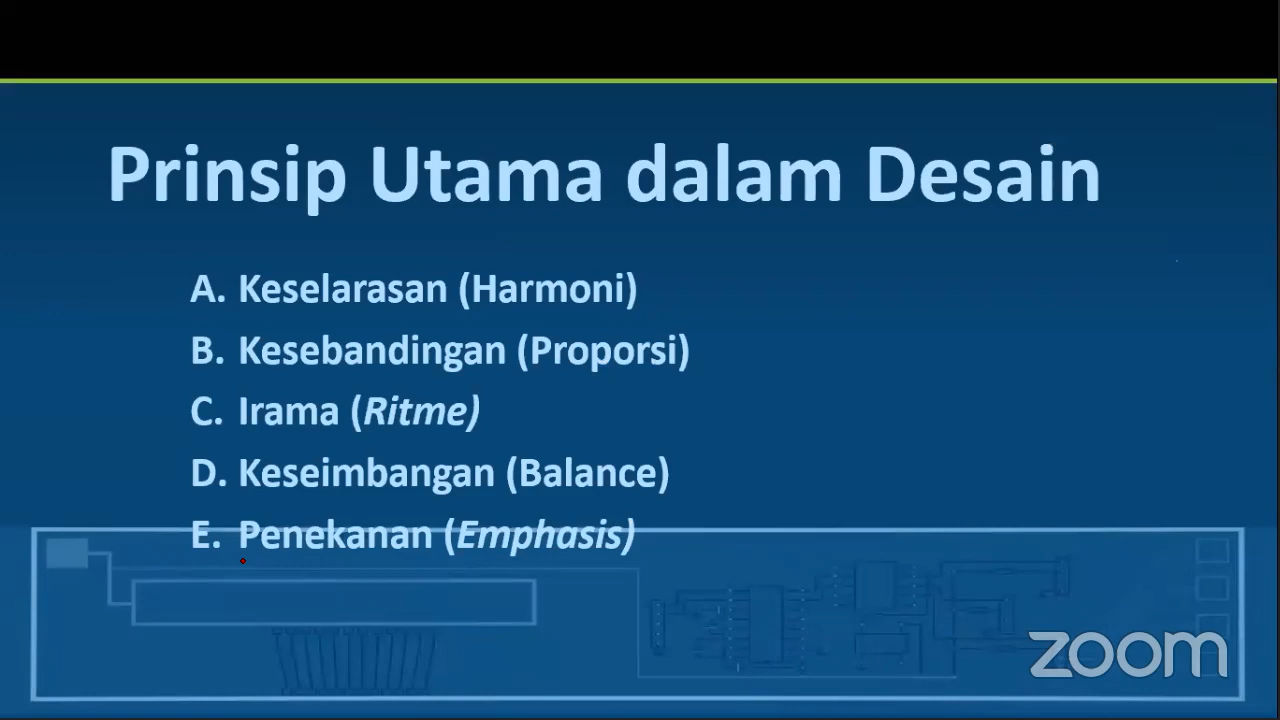 Prinsip Utama dalam Desain
A. Keselarasan (Harmoni)
B. Kesebandingan (Proporsi)
C. Irama (Ritme)
D. Keseimbangan (Balance)
E. Penekanan (Emphasis)
zoom